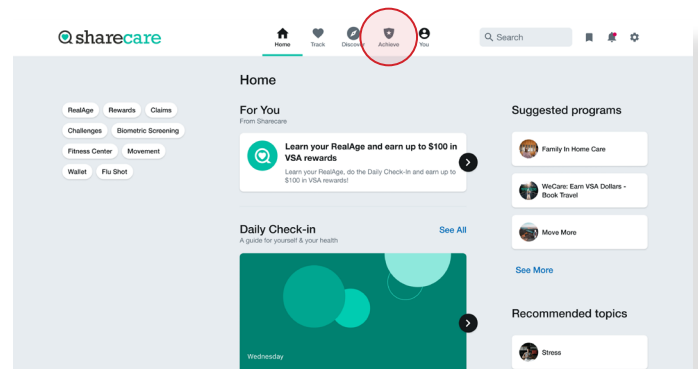 sharecare
Home Track Discover Achieve You
Search
Home
RealAge Rewards Claims
Challenges Biometric Screening
Fitness Center Movement
Wallet Flu Shot
For You
From Sharecare
Learn your RealAge and earn up to $100 in
VSA rewards
Learn your RealAge, do the Daily Check-In and earn up to
$100 in VSA rewards!
Daily Check-in
See All
A guide for yourself & your health
Wednesday
Suggested programs
Family In Home Care
WeCare: Earn VSA Dollars -
Book Travel
Move More
See More
Recommended topics
Stress